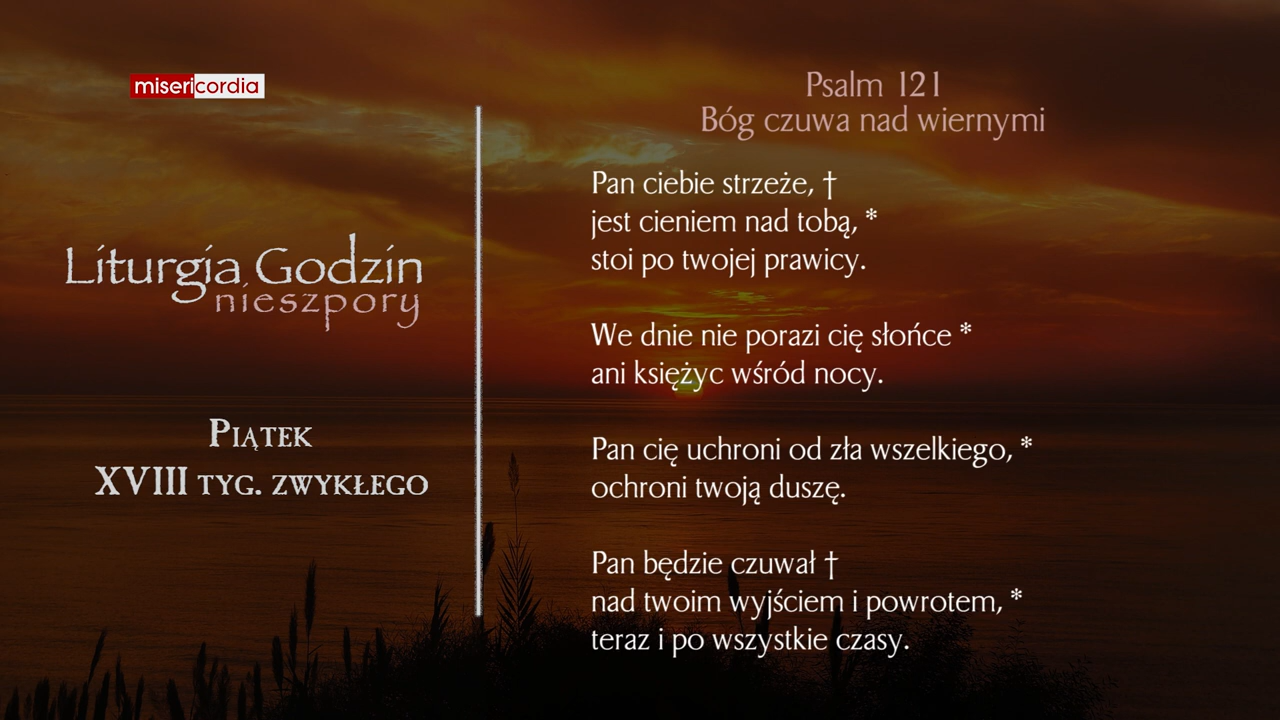 misericordia
Liturgia Godzin
nieszpory
Piątek
XVIII tyg. zwykłego
Psalm 121
Bóg czuwa nad wiernymi
Pan ciebie strzeże, †
jest cieniem nad tobą, *
stoi po twojej prawicy.
We dnie nie porazi cię słońce *
ani księżyc wśród nocy.
Pan cię uchroni od zła wszelkiego, *
ochroni twoją duszę.
Pan będzie czuwał †
nad twoim wyjściem i powrotem, *
teraz i po wszystkie czasy.